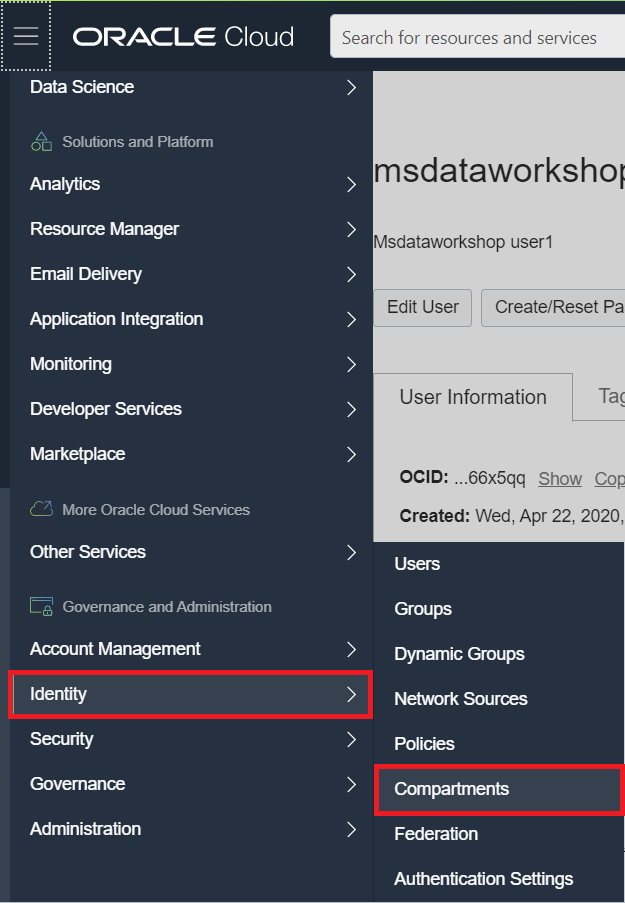 ORACLE Cloud
Search for resources and services
Data Science
Solutions and Platform
Analytics
Resource Manager
Email Delivery
Application Integration
Monitoring
Developer Services
Marketplace
More Oracle Cloud Services
Other Services
Governance and Administration
Account Management
Identity
Security
Governance
Administration
msdataworkshop
Msdataworkshop user1
Edit User
Create/Reset Pa
User Information
Tag
OCID: ...66x5qq Show Cop
Created: Wed, Apr 22, 2020,
Users
Groups
Dynamic Groups
Network Sources
Policies
Compartments
Federation
Authentication Settings